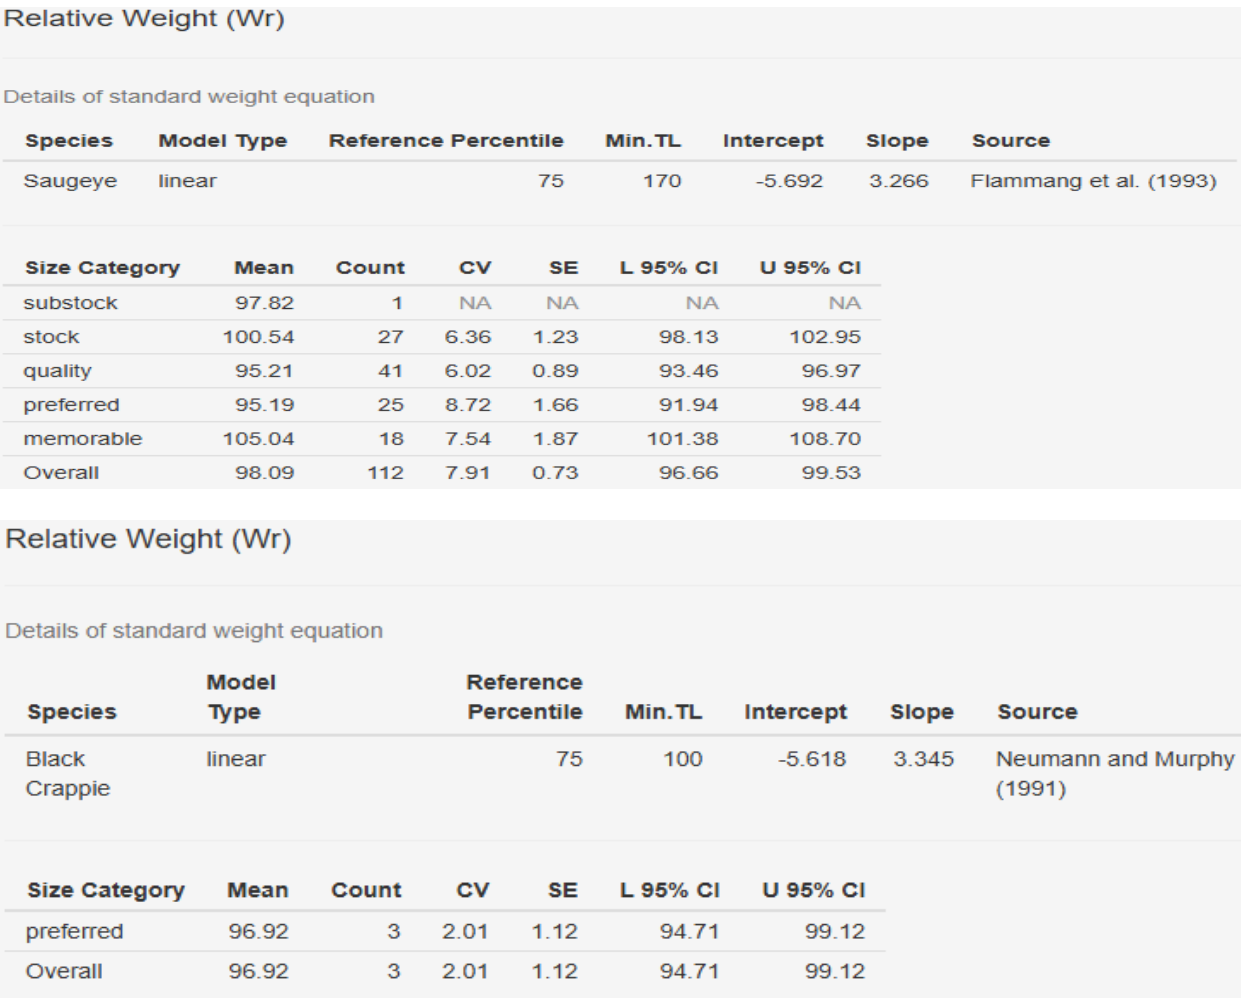 Relative Weight (Wr)
Details of standard weight equation
Species Model Type Reference Percentile Min.TL Intercept Slope Source
Saugeye linear 75 170 -5.692 3.266 Flammang et al. (1993)
Size Category Mean Count CV SE L 95% CI U 95% CI
substock 97.82 1 NA NA NA NA
stock 100.54 27 6.36 1.23 98.13 102.95
quality 95.21 41 6.02 0.89 93.46 96.97
preferred 95.19 25 8.72 1.66 91.94 98.44
memorable 105.04 18 7.54 1.87 101.38 108.70
Overall 98.09 112 7.91 0.73 96.66 99.53
Relative Weight (Wr)
Details of standard weight equation
Model Reference
Species Type Percentile Min.TL Intercept Slope Source
Black linear 75 100 -5.618 3.345 Neumann and Murphy
Crappie (1991)
Size Category Mean Count CV SE L 95% CI U 95% CI
preferred 96.92 3 2.01 1.12 94.71 99.12
Overall 96.92 3 2.01 1.12 94.71 99.12